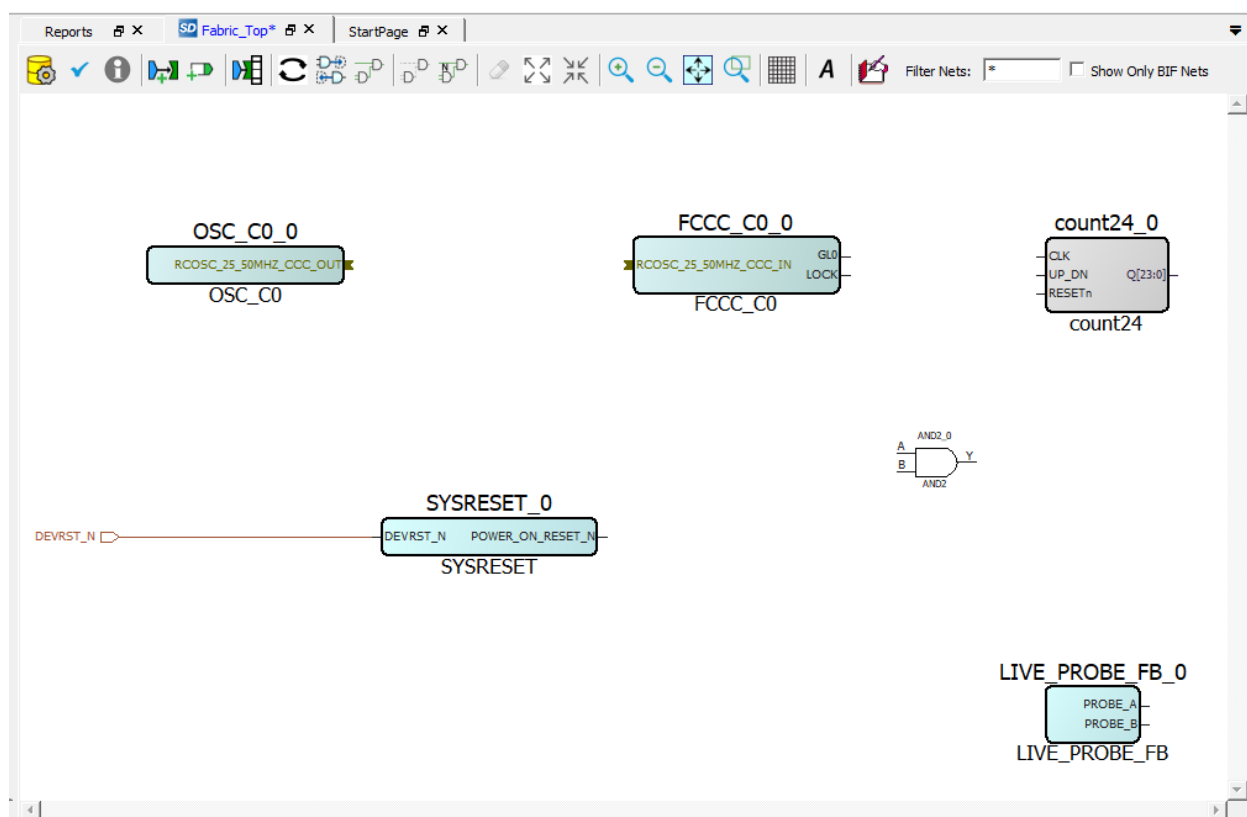 Reports Fabric_Top* StartPage
A Filter Nets: * Show Only BIF Nets
OSC_C0_0
RCOSC_25_50MHZ_CCC_OUT
OSC_C0
FCCC_C0_0
RCOSC_25_50MHZ_CCC_IN GL0
LOCK
FCCC_C0
count24_0
CLK
UP_DN Q[23:0]
RESETn
count24
AND2_0
A
B Y
AND2
SYSRESET_0
DEVRST_N DEVRST_N POWER_ON_RESET_N
SYSRESET
LIVE_PROBE_FB_0
PROBE_A
PROBE_B
LIVE_PROBE_FB